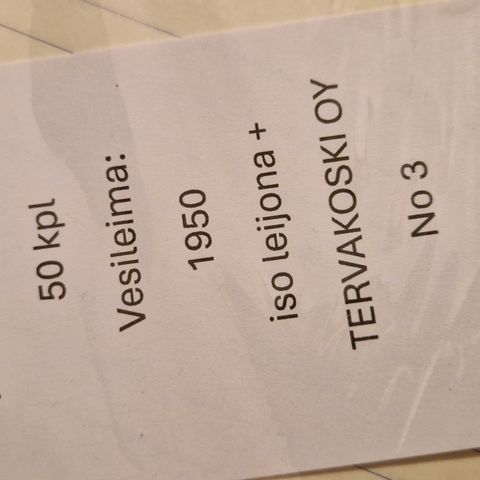 50 kpl
Vesileima:
1950
iso leijona +
TERVAKOSKI OY
No 3